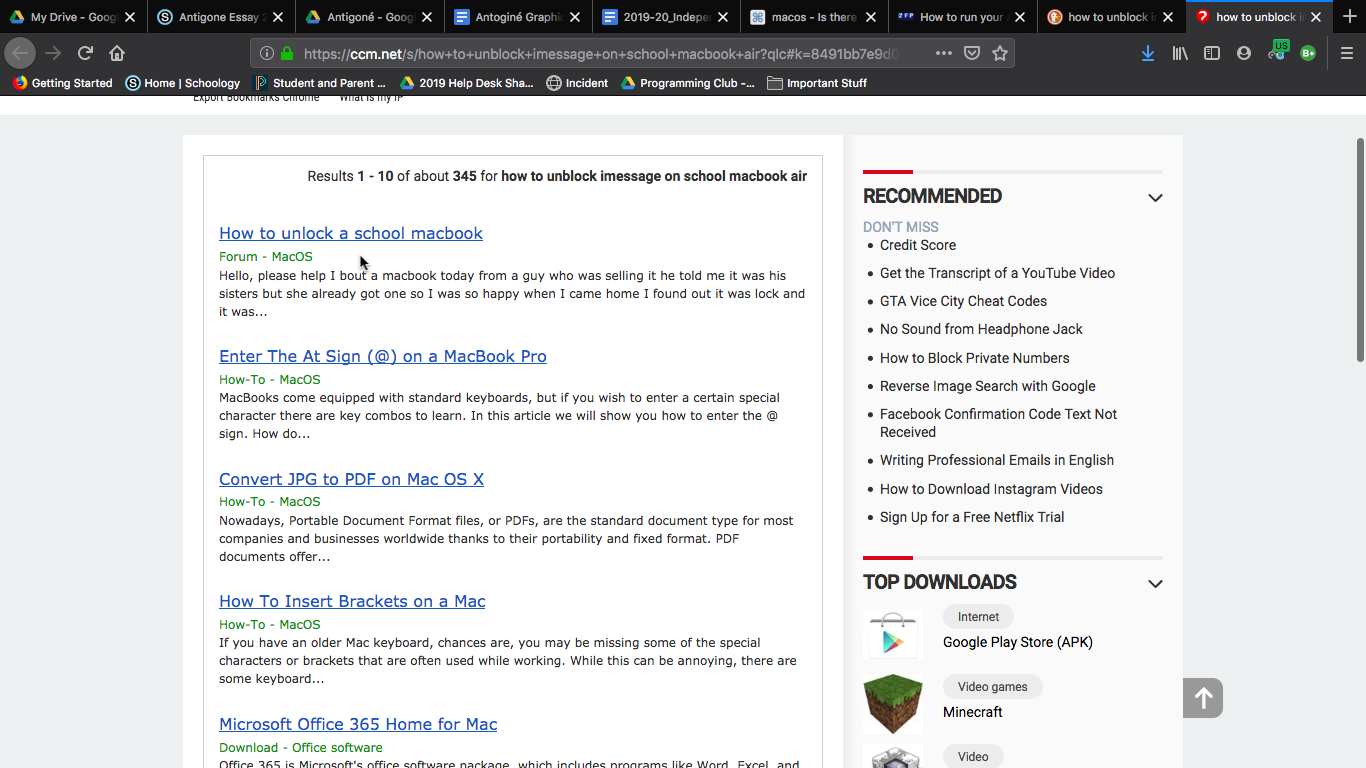 My Drive - Goog
Antigone Essay 2
Antigoné - Goog
Antoginé Graphi
2019-20_Indeper
macos - Is there
How to run your
how to unblock i
how to unblock i
https://ccm.net/s/how+to+unblock+imessage+on+school+macbook+air?qlc#k=8491bb7e9d0
US
B+
Getting Started
Home | Schoology
Student and Parent ...
2019 Help Desk Sha...
Incident
Programming Club -...
Important Stuff
Export Bookmarks Chrome
What is my IP
Results 1 - 10 of about 345 for how to unblock imessage on school macbook air
How to unlock a school macbook
Forum - MacOS
Hello, please help I bout a macbook today from a guy who was selling it he told me it was his
sisters but she already got one so I was so happy when I came home I found out it was lock and
it was...
Enter The At Sign (@) on a MacBook Pro
How-To - MacOS
MacBooks come equipped with standard keyboards, but if you wish to enter a certain special
character there are key combos to learn. In this article we will show you how to enter the @
sign. How do...
Convert JPG to PDF on Mac OS X
How-To - MacOS
Nowadays, Portable Document Format files, or PDFs, are the standard document type for most
companies and businesses worldwide thanks to their portability and fixed format. PDF
documents offer...
How To Insert Brackets on a Mac
How-To - MacOS
If you have an older Mac keyboard, chances are, you may be missing some of the special
characters or brackets that are often used while working. While this can be annoying, there are
some keyboard...
Microsoft Office 365 Home for Mac
Download - Office software
Office 365 is Microsoft's office software package, which includes programs like Word, Excel, and
RECOMMENDED
DON'T MISS
Credit Score
Get the Transcript of a YouTube Video
GTA Vice City Cheat Codes
No Sound from Headphone Jack
How to Block Private Numbers
Reverse Image Search with Google
Facebook Confirmation Code Text Not
Received
Writing Professional Emails in English
How to Download Instagram Videos
Sign Up for a Free Netflix Trial
TOP DOWNLOADS
Internet
Google Play Store (APK)
Video games
Minecraft
Video